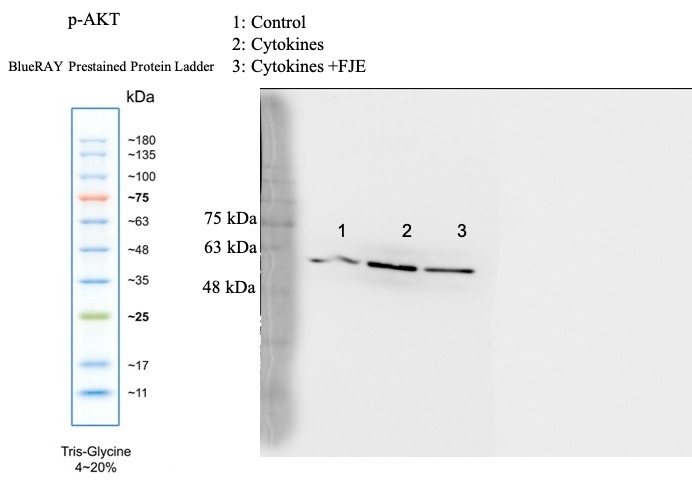 p-AKT
BlueRAY Prestained Protein Ladder
1: Control
2: Cytokines
3: Cytokines +FJE
kDa
~180
~135
~100
~75
~63
~48
~35
~25
~17
~11
Tris-Glycine
4~20%
75 kDa
63 kDa
48 kDa
1 2 3